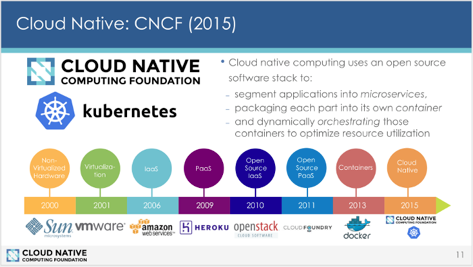 Cloud Native: CNCF (2015)
CLOUD NATIVE
COMPUTING FOUNDATION
kubernetes
• Cloud native computing uses an open source
software stack to:
– segment applications into microservices,
– packaging each part into its own container
– and dynamically orchestrating those
containers to optimize resource utilization
Non-
Virtualized
Hardware
Virtualiza-
tion
IaaS
PaaS
Open
Source
IaaS
Open
Source
PaaS
Containers
Cloud
Native
2000 2001 2006 2009 2010 2011 2013 2015
Sun
microsystems
vmware
amazon
web services
HEROKU
openstack
CLOUD SOFTWARE
CLOUD FOUNDRY
docker
CLOUD NATIVE
COMPUTING FOUNDATION
CLOUD NATIVE
COMPUTING FOUNDATION
11